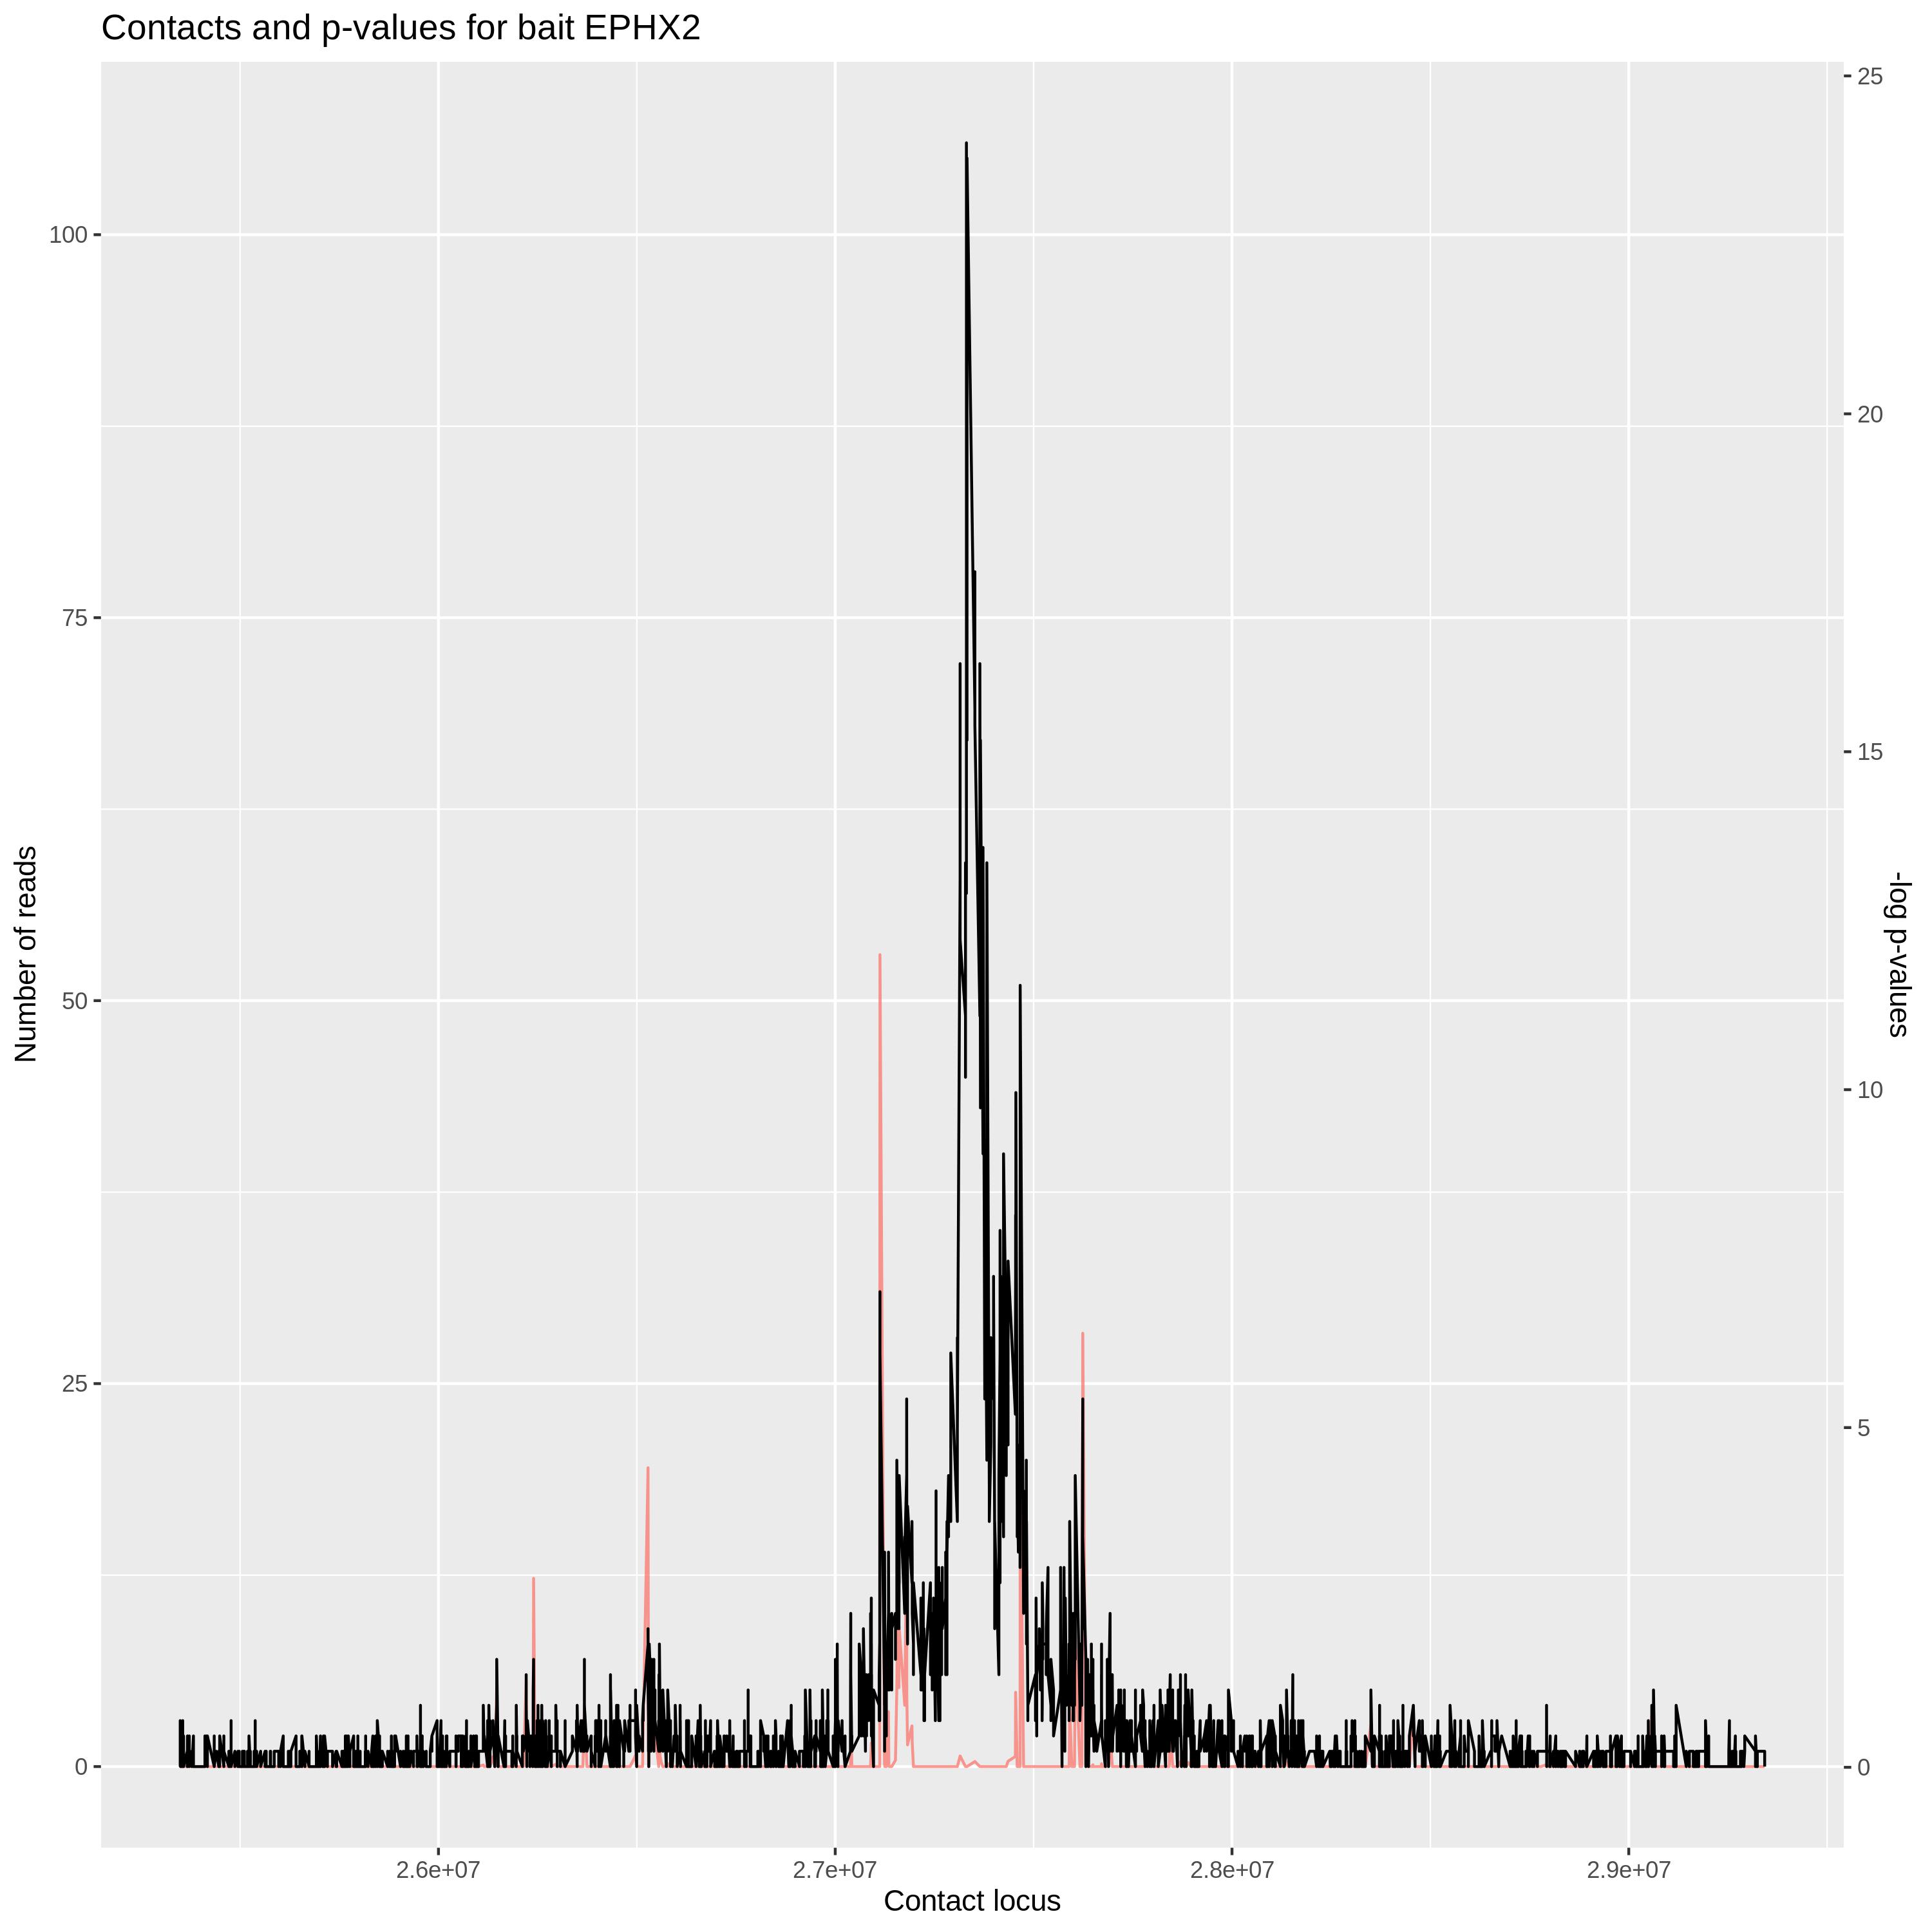 Contacts and p-values for bait EPHX2
Number of reads
100
75
50
25
0
25
20
15
10
5
0
-log p-values
2.6e+07
2.7e+07
2.8e+07
2.9e+07
Contact locus